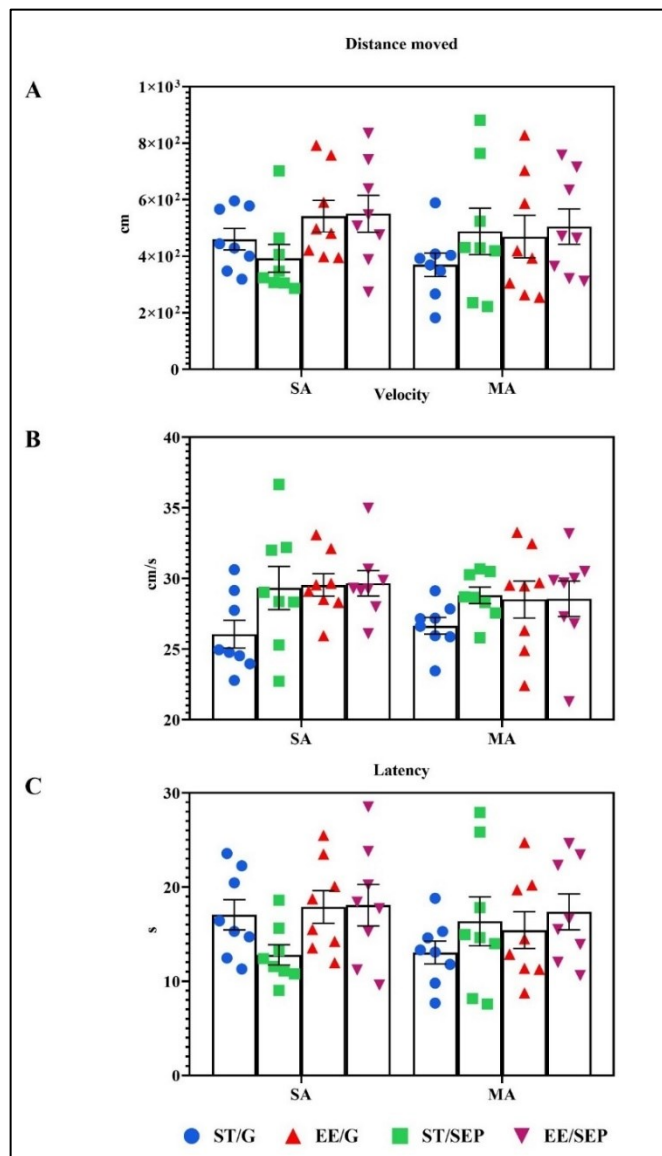 Distance moved
A
1×10³
8×10²
6×10²
4×10²
2×10²
0
cm
SA
MA
Velocity
B
40
35
30
25
20
cm/s
SA
MA
Latency
C
30
20
10
0
s
SA
MA
ST/G
EE/G
ST/SEP
EE/SEP